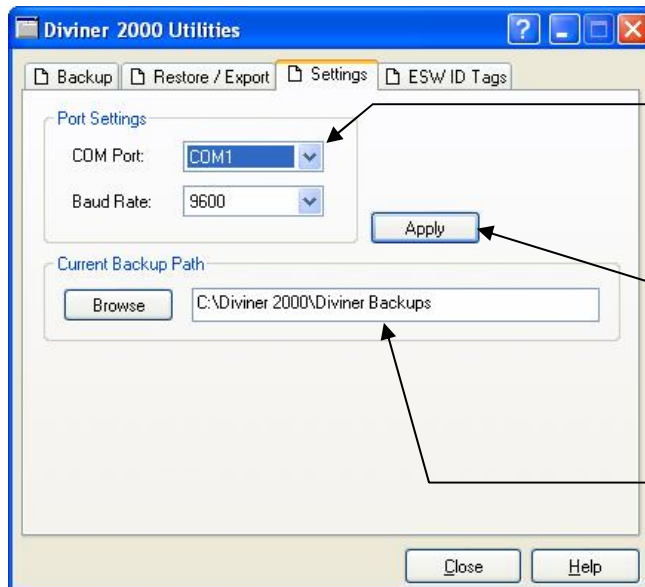 Diviner 2000 Utilities
Backup Restore / Export Settings ESW ID Tags
Port Settings
COM Port: COM1
Baud Rate: 9600
Apply
Current Backup Path
Browse C:\Diviner 2000\Diviner Backups
Close Help